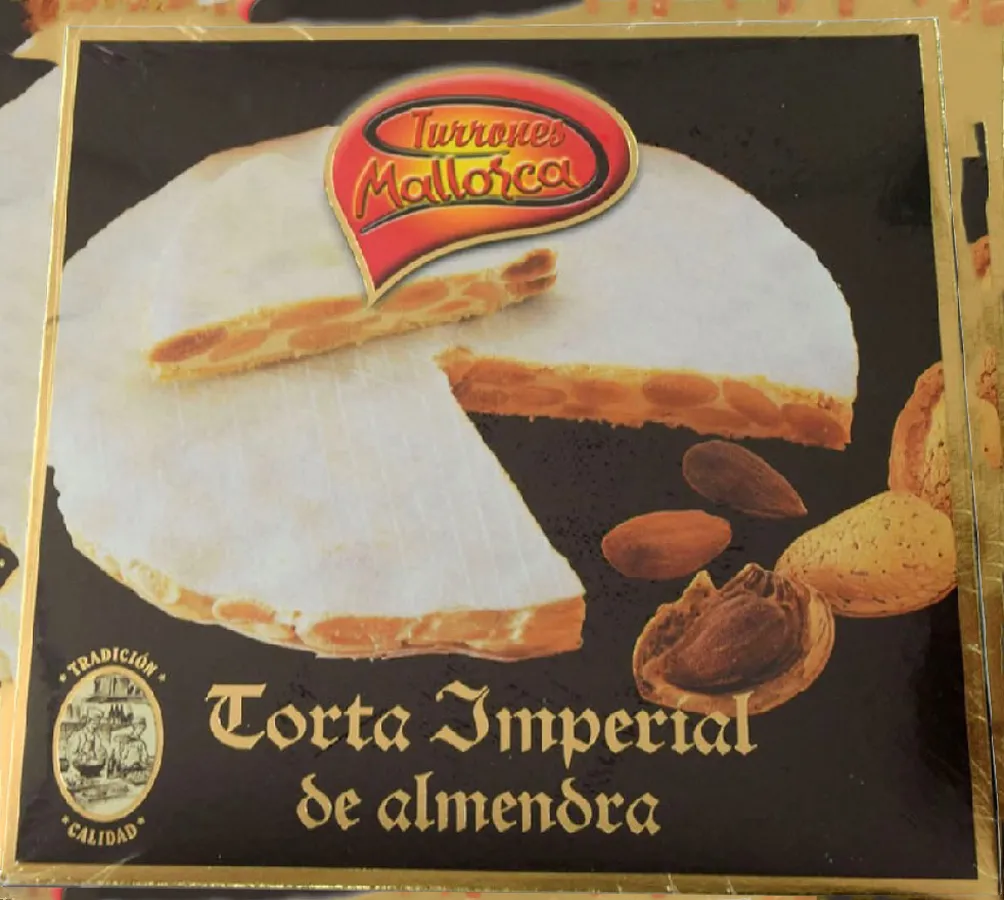 Turrones
Mallorca
TRADICIÓN
CALIDAD
Torta Imperial
de almendra